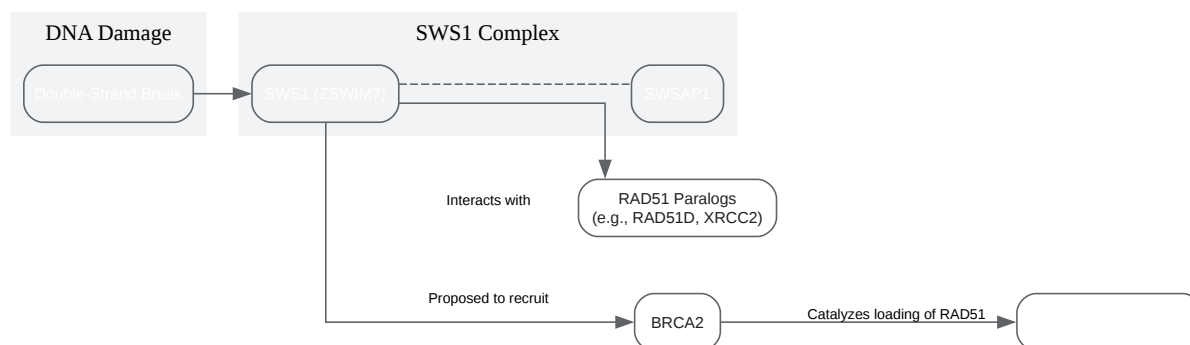 DNA Damage
SWS1 Complex
Double-Strand Break
SWS1 (ZSWIM7)
SWSAP1
Interacts with
RAD51 Paralogs
(e.g., RAD51D, XRCC2)
Proposed to recruit
BRCA2
Catalyzes loading of RAD51